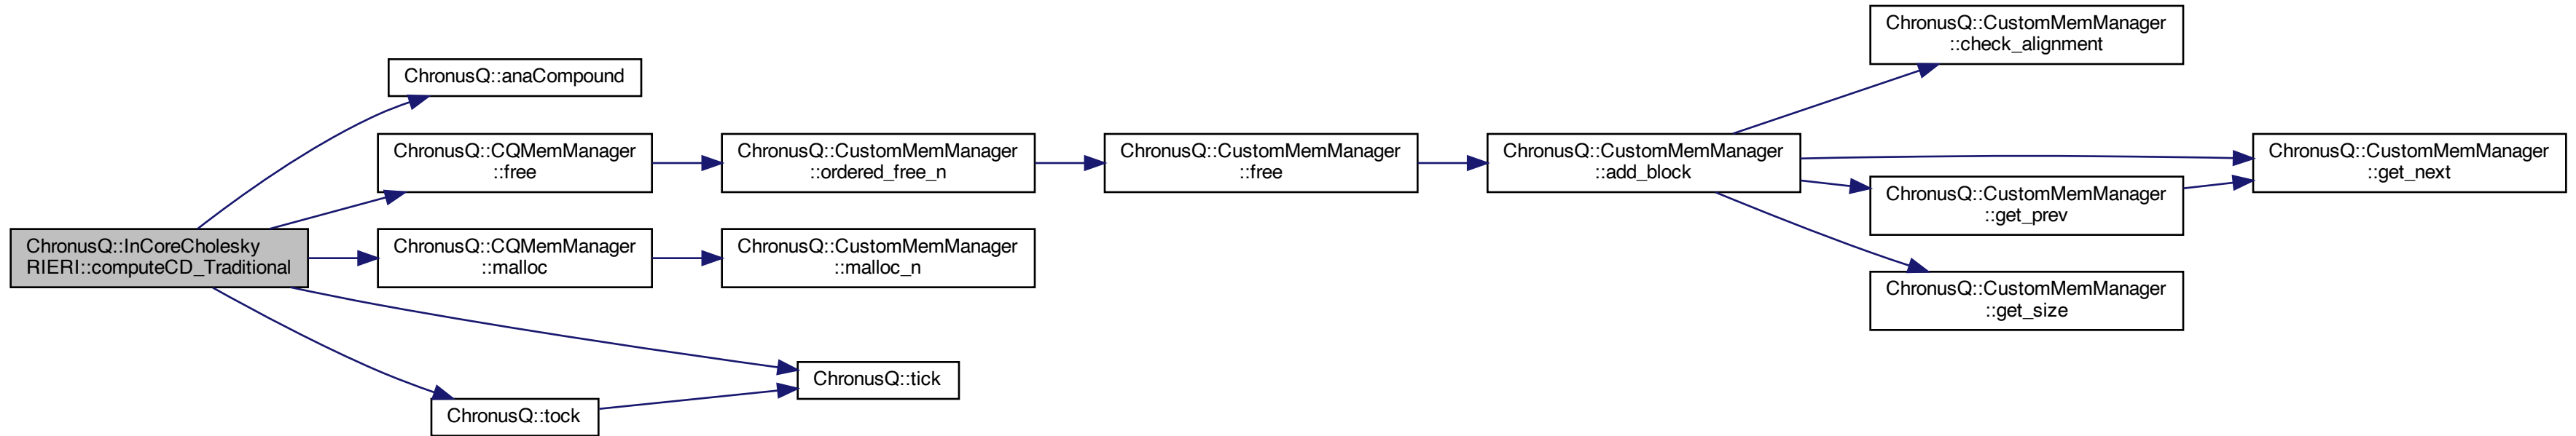 ChronusQ::InCoreCholesky
RIERI::computeCD_Traditional
ChronusQ::anaCompound
ChronusQ::CQMemManager
::free
ChronusQ::CustomMemManager
::ordered_free_n
ChronusQ::CustomMemManager
::free
ChronusQ::CustomMemManager
::add_block
ChronusQ::CustomMemManager
::check_alignment
ChronusQ::CustomMemManager
::get_next
ChronusQ::CustomMemManager
::get_prev
ChronusQ::CustomMemManager
::get_size
ChronusQ::CQMemManager
::malloc
ChronusQ::CustomMemManager
::malloc_n
ChronusQ::tick
ChronusQ::tock